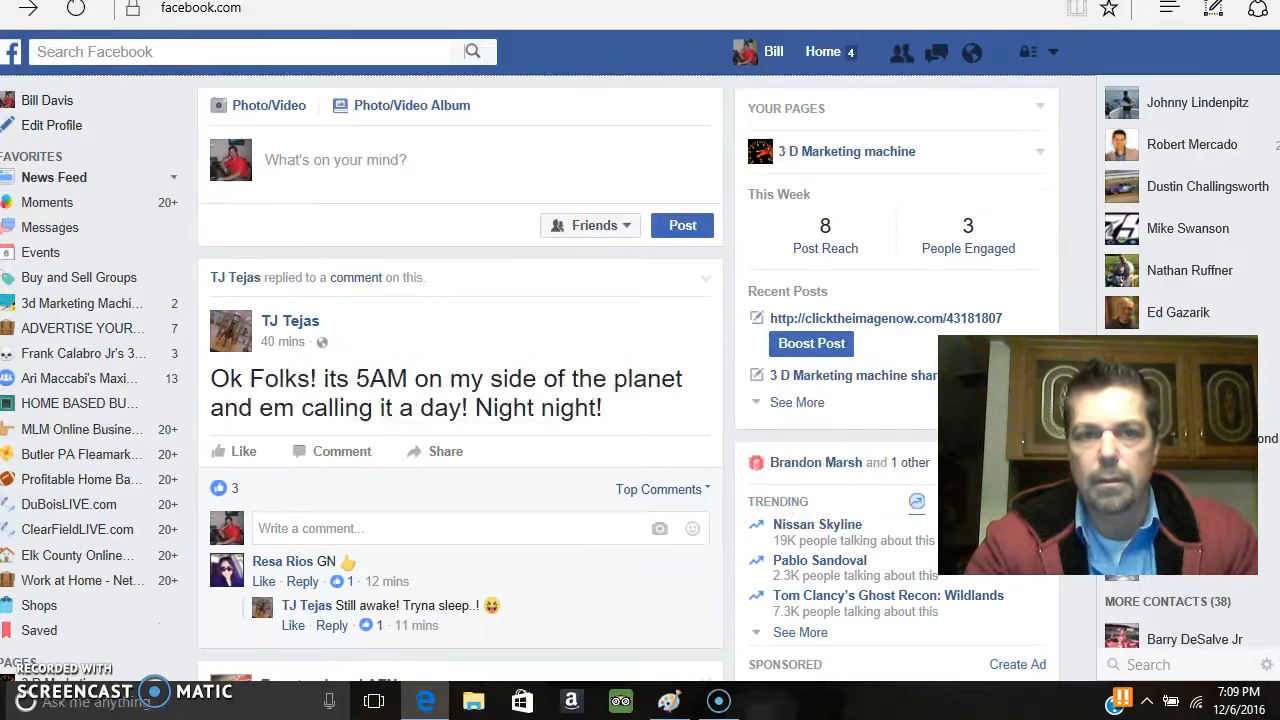 facebook.com
Search Facebook
Bill
Home 4
Bill Davis
Edit Profile
FAVORITES
News Feed
Moments 20+
Messages
Events
Buy and Sell Groups
3d Marketing Machi... 2
ADVERTISE YOUR... 7
Frank Calabro Jr's 3... 3
Ari Maccabi's Maxi... 13
HOME BASED BU...
MLM Online Busine... 20+
Butler PA Fleamark... 20+
Profitable Home Ba... 20+
DuBoisLIVE.com 20+
ClearFieldLIVE.com 20+
Elk County Online... 20+
Work at Home - Net... 20+
Shops
Saved
PAGES
Photo/Video
Photo/Video Album
What's on your mind?
Friends
Post
TJ Tejas replied to a comment on this.
TJ Tejas
40 mins
Ok Folks! its 5AM on my side of the planet
and em calling it a day! Night night!
Like Comment Share
3
Top Comments
Write a comment...
Resa Rios GN
Like · Reply · 1 · 12 mins
TJ Tejas Still awake! Tryna sleep..!
Like · Reply · 1 · 11 mins
YOUR PAGES
3 D Marketing machine
This Week
8
Post Reach
3
People Engaged
Recent Posts
http://clicktheimagenow.com/43181807
Boost Post
3 D Marketing machine shar
See More
Brandon Marsh and 1 other
TRENDING
Nissan Skyline
19K people talking about this
Pablo Sandoval
2.3K people talking about this
Tom Clancy's Ghost Recon: Wildlands
7.3K people talking about this
See More
SPONSORED
Create Ad
Johnny Lindenpitz
Robert Mercado
Dustin Challingsworth
Mike Swanson
Nathan Ruffner
Ed Gazarik
ond
MORE CONTACTS (38)
Barry DeSalve Jr
Search
RECORDED WITH
SCREENCAST MATIC
Ask me anything
7:09 PM
12/6/2016